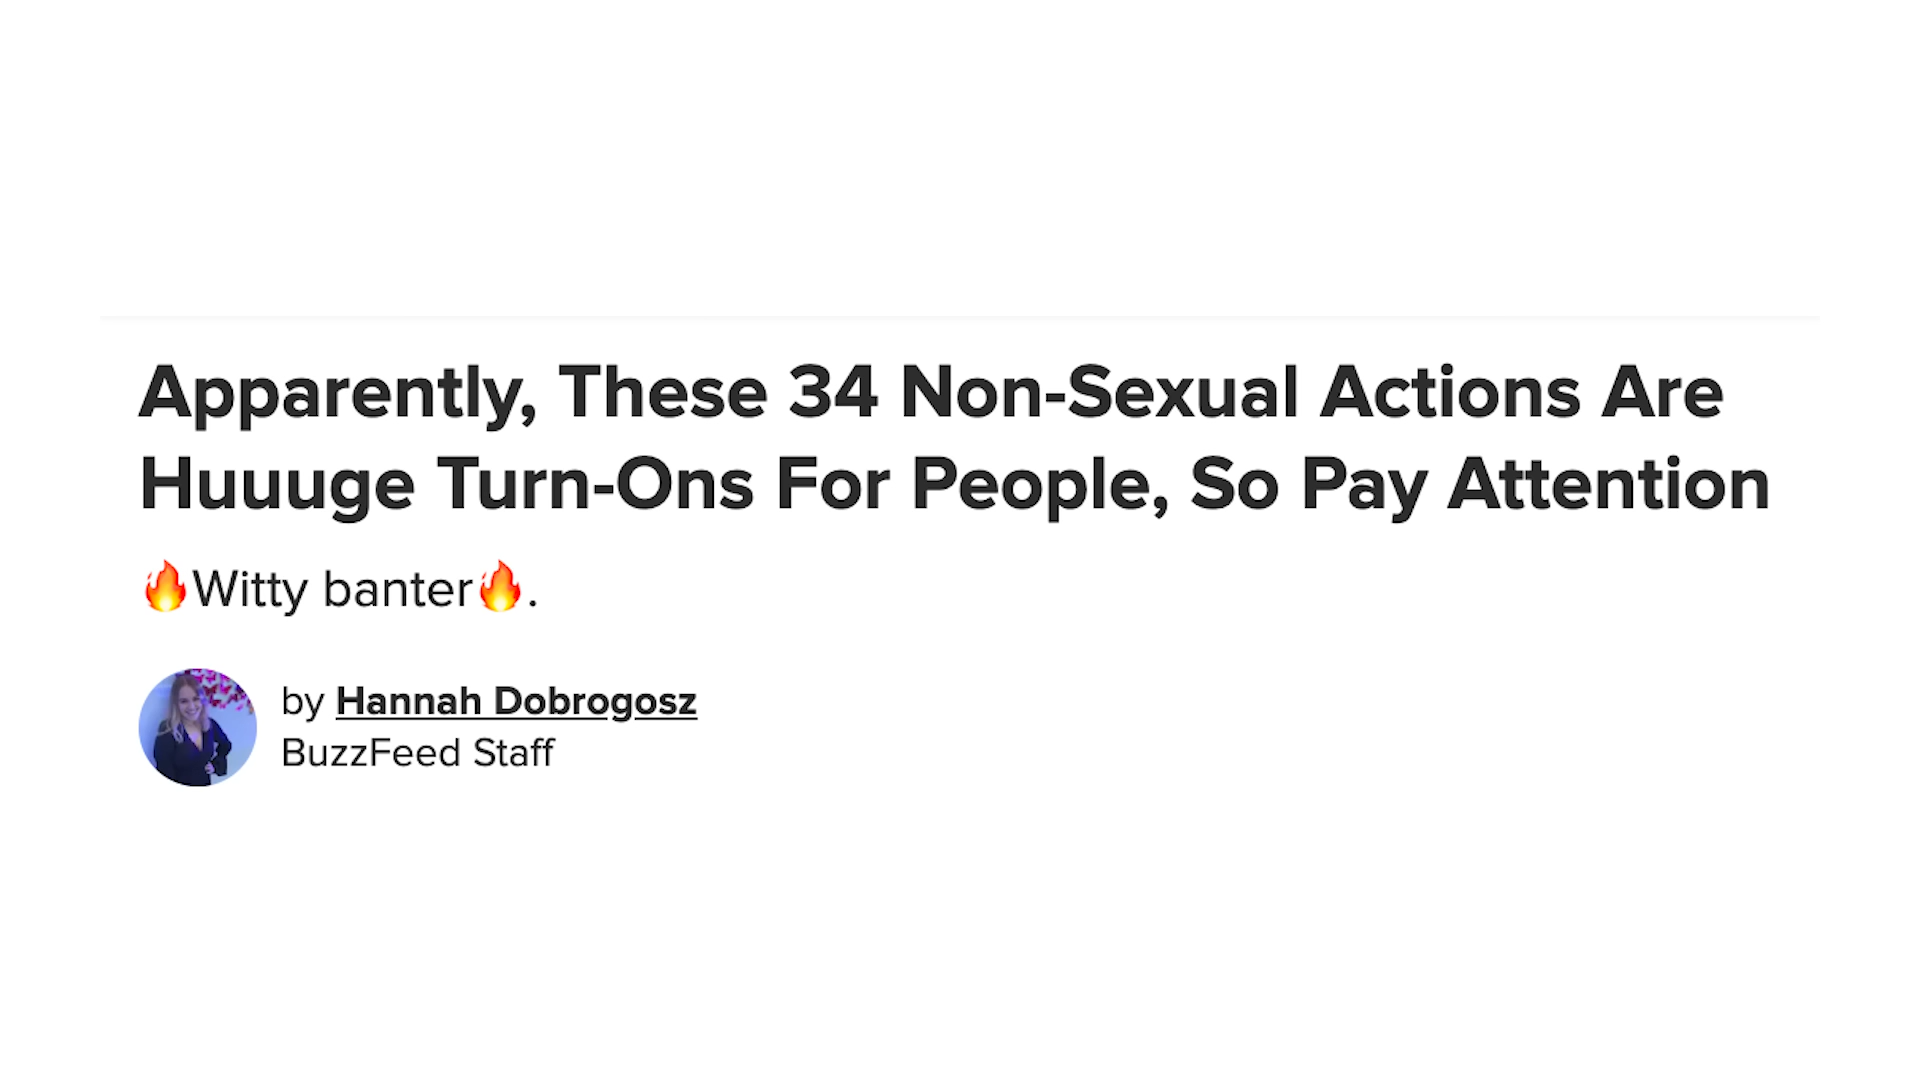 Apparently, These 34 Non-Sexual Actions Are
Huuuge Turn-Ons For People, So Pay Attention
🔥Witty banter🔥.
by Hannah Dobrogosz
BuzzFeed Staff